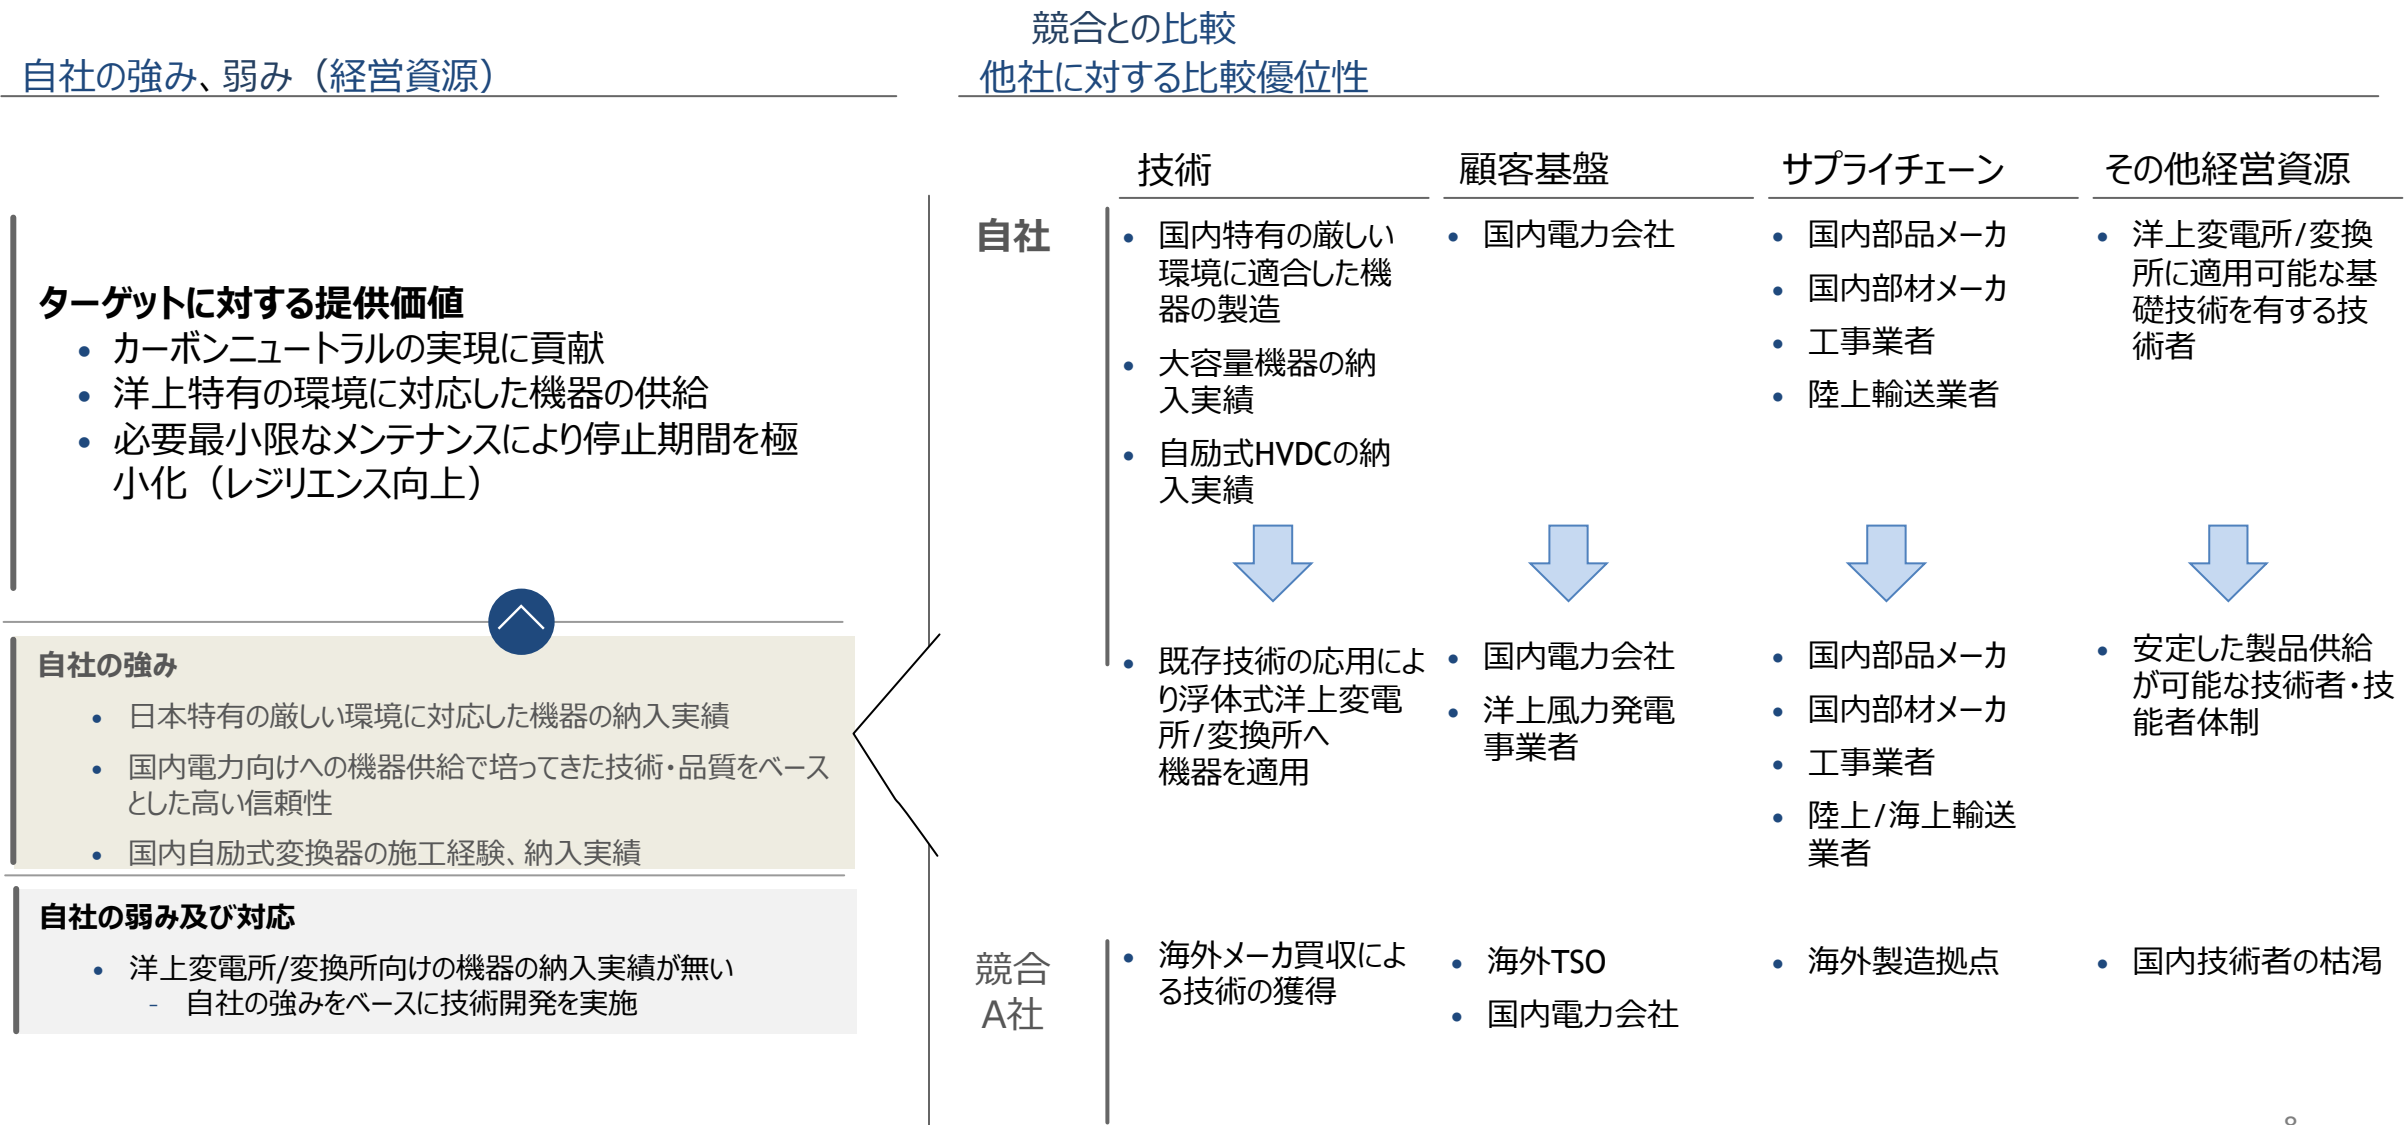 自社の強み、弱み（経営資源）
ターゲットに対する提供価値
• カーボンニュートラルの実現に貢献
• 洋上特有の環境に対応した機器の供給
• 必要最小限なメンテナンスにより停止期間を極
小化（レジリエンス向上）
自社の強み
• 日本特有の厳しい環境に対応した機器の納入実績
• 国内電力向けへの機器供給で培ってきた技術・品質をベース
とした高い信頼性
• 国内自励式変換器の施工経験、納入実績
自社の弱み及び対応
• 洋上変電所/変換所向けの機器の納入実績が無い
- 自社の強みをベースに技術開発を実施
競合との比較
他社に対する比較優位性
技術
顧客基盤
サプライチェーン
その他経営資源
自社
• 国内特有の厳しい
環境に適合した機
器の製造
• 大容量機器の納
入実績
• 自励式HVDCの納
入実績
• 国内電力会社
• 国内部品メーカ
• 国内部材メーカ
• 工事業者
• 陸上輸送業者
• 洋上変電所/変換
所に適用可能な基
礎技術を有する技
術者
• 既存技術の応用によ
り浮体式洋上変電
所/変換所へ
機器を適用
• 国内電力会社
• 洋上風力発電
事業者
• 国内部品メーカ
• 国内部材メーカ
• 工事業者
• 陸上/海上輸送
業者
• 安定した製品供給
が可能な技術者・技
能者体制
競合
A社
• 海外メーカ買収によ
る技術の獲得
• 海外TSO
• 国内電力会社
• 海外製造拠点
• 国内技術者の枯渇